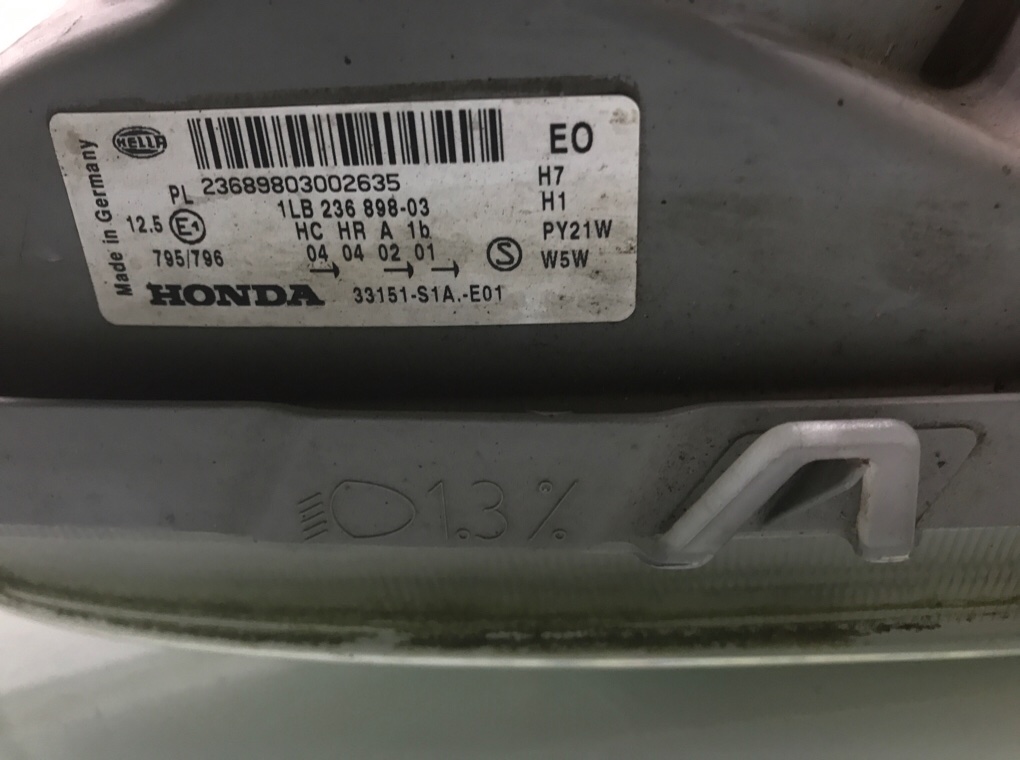 Made in Germany
HELLA
EO
PL 23689803002635
H7
1LB 236 898-03
H1
12.5 E1
HC HR A 1b
PY21W
795/796
04 04 02 01
S
W5W
HONDA 33151-S1A.-E01
1.3 %